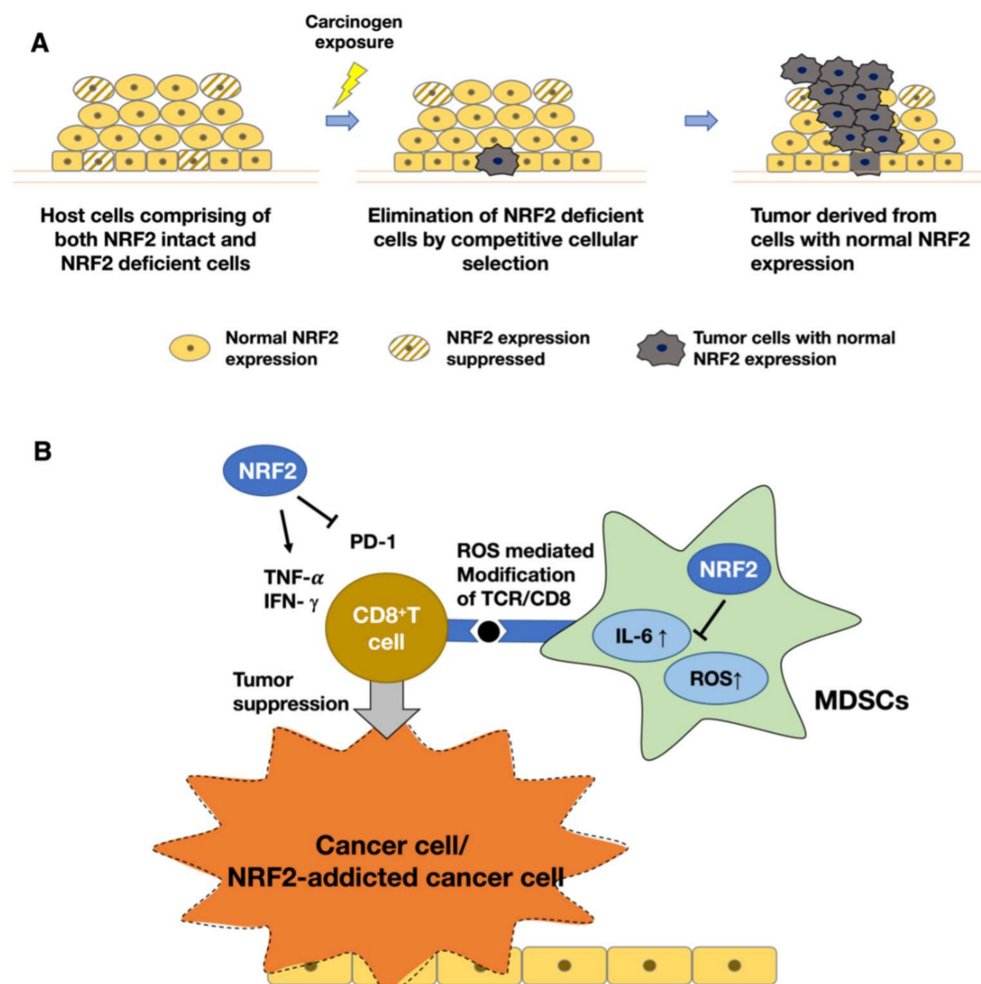 A
Carcinogen
exposure
Host cells comprising of
both NRF2 intact and
NRF2 deficient cells
Elimination of NRF2 deficient
cells by competitive cellular
selection
Tumor derived from
cells with normal NRF2
expression
Normal NRF2
expression
NRF2 expression
suppressed
Tumor cells with normal
NRF2 expression
B
NRF2
PD-1
TNF-α
IFN- γ
CD8⁺T
cell
ROS mediated
Modification
of TCR/CD8
NRF2
IL-6 ↑
ROS↑
MDSCs
Tumor
suppression
Cancer cell/
NRF2-addicted cancer cell